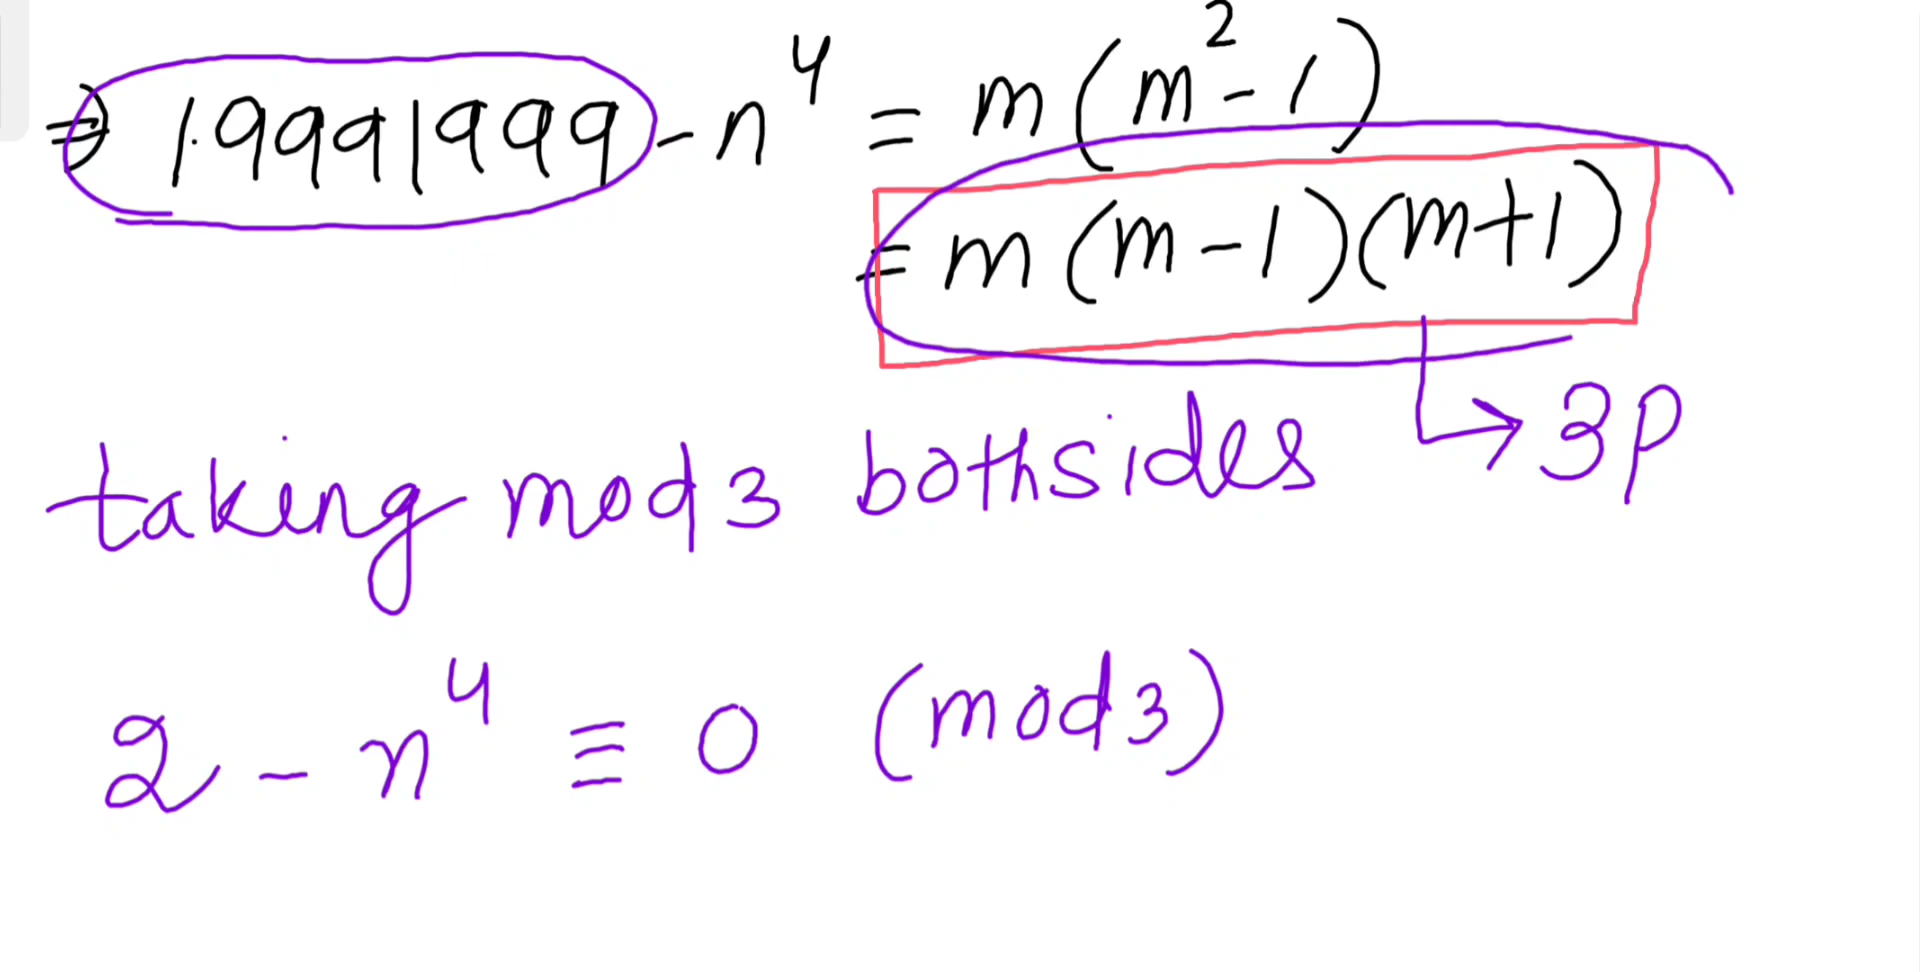 ⇒ 19991999 - n⁴ = m(m²-1)
= m(m-1)(m+1)
→ 3p
taking mod 3 bothsides
2 - n⁴ ≡ 0 (mod 3)